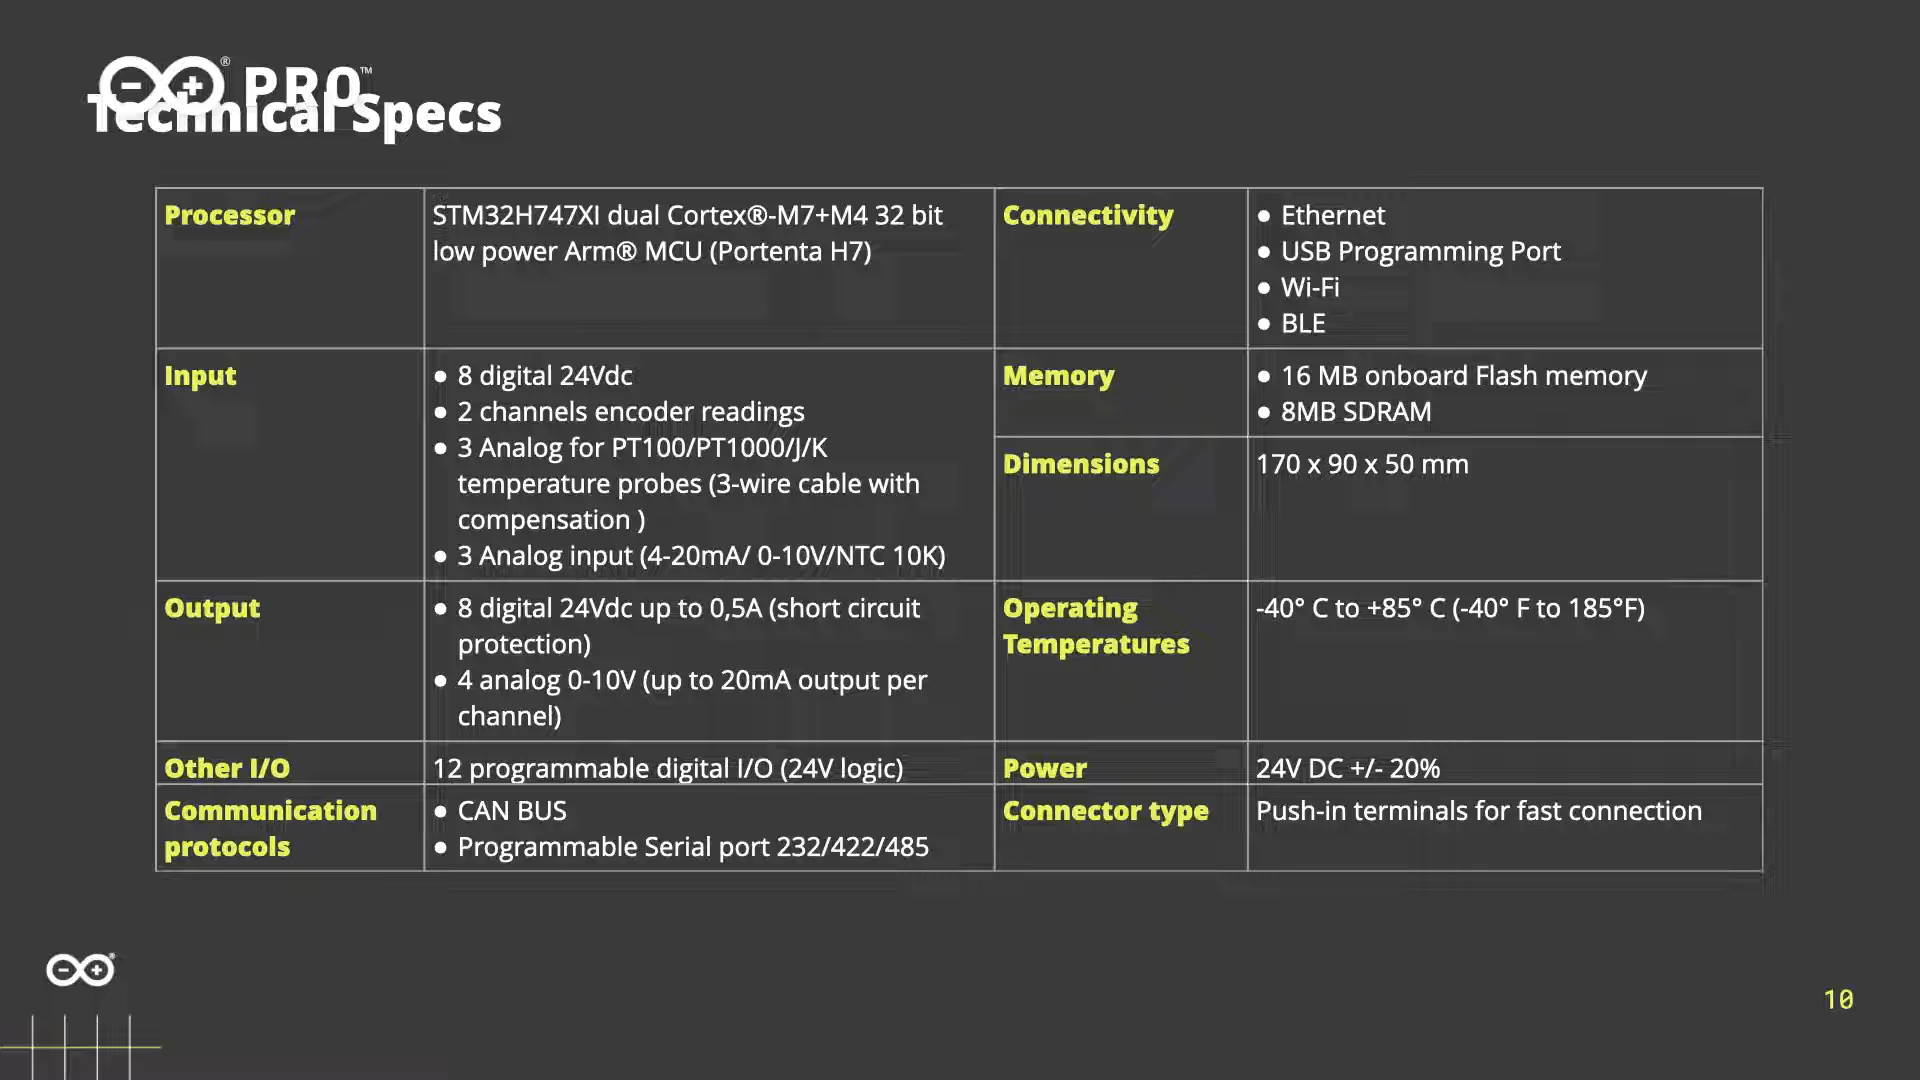 PRO™
Technical Specs
Processor
STM32H747XI dual Cortex®-M7+M4 32 bit
low power Arm® MCU (Portenta H7)
Connectivity
● Ethernet
● USB Programming Port
● Wi-Fi
● BLE
Input
● 8 digital 24Vdc
● 2 channels encoder readings
● 3 Analog for PT100/PT1000/J/K
temperature probes (3-wire cable with
compensation )
● 3 Analog input (4-20mA/ 0-10V/NTC 10K)
Memory
● 16 MB onboard Flash memory
● 8MB SDRAM
Dimensions
170 x 90 x 50 mm
Output
● 8 digital 24Vdc up to 0,5A (short circuit
protection)
● 4 analog 0-10V (up to 20mA output per
channel)
Operating
Temperatures
-40° C to +85° C (-40° F to 185°F)
Other I/O
12 programmable digital I/O (24V logic)
Power
24V DC +/- 20%
Communication
protocols
● CAN BUS
● Programmable Serial port 232/422/485
Connector type
Push-in terminals for fast connection
10